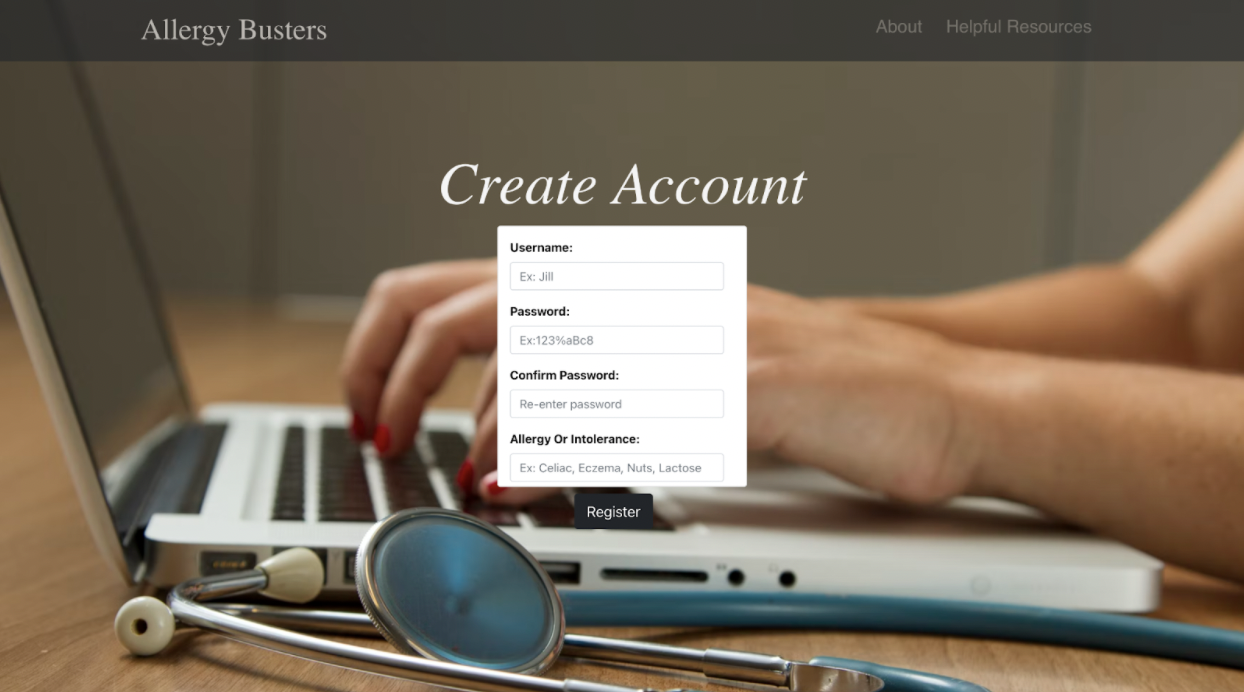 Allergy Busters
About Helpful Resources
Create Account
Username:
Ex: Jill
Password:
Ex:123%aBc8
Confirm Password:
Re-enter password
Allergy Or Intolerance:
Ex: Celiac, Eczema, Nuts, Lactose
Register